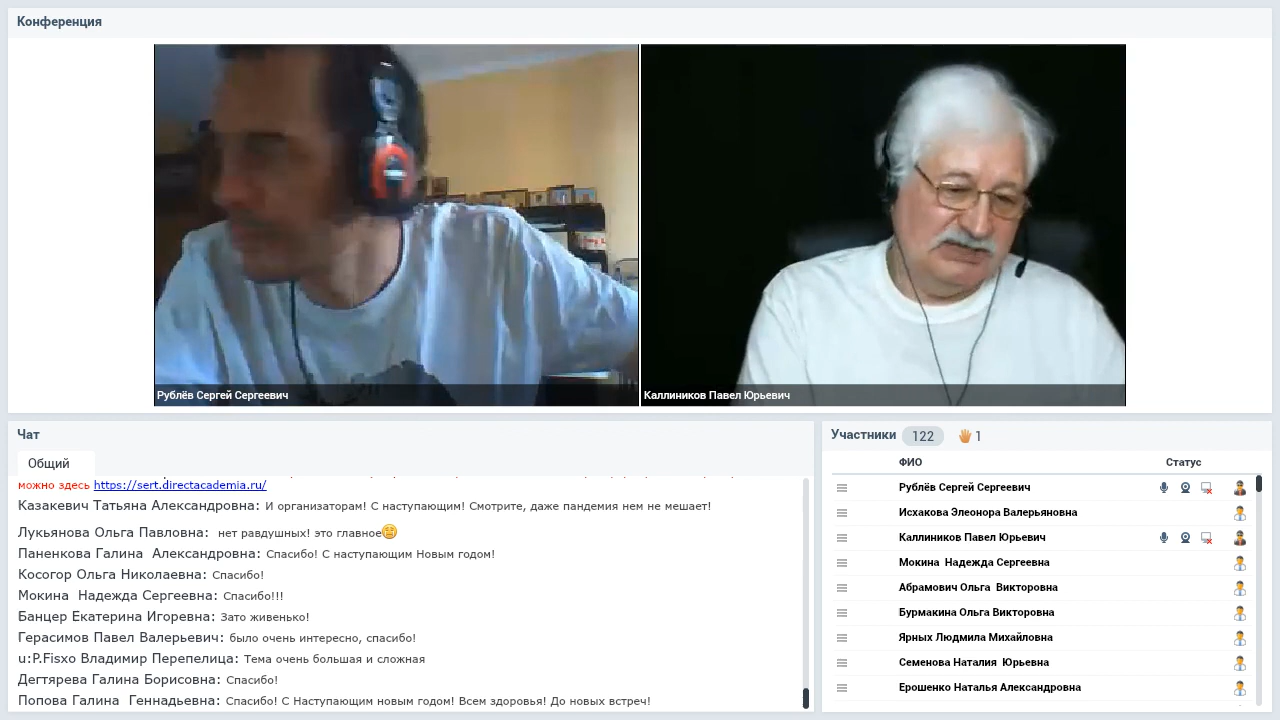 Конференция
Рублёв Сергей Сергеевич
Каллиников Павел Юрьевич
Чат
Общий
можно здесь https://sert.directacademia.ru/
Казакевич Татьяна Александровна: И организаторам! С наступающим! Смотрите, даже пандемия нем не мешает!
Лукьянова Ольга Павловна: нет равдушных! это главное
Паненкова Галина Александровна: Спасибо! С наступающим Новым годом!
Косогор Ольга Николаевна: Спасибо!
Мокина Надежда Сергеевна: Спасибо!!!
Банцер Екатерина Игоревна: Зато живенько!
Герасимов Павел Валерьевич: было очень интересно, спасибо!
u:P.Fisxo Владимир Перепелица: Тема очень большая и сложная
Дегтярева Галина Борисовна: Спасибо!
Попова Галина Геннадьевна: Спасибо! С Наступающим новым годом! Всем здоровья! До новых встреч!
Участники 122 1
ФИО Статус
Рублёв Сергей Сергеевич
Исхакова Элеонора Валерьяновна
Каллиников Павел Юрьевич
Мокина Надежда Сергеевна
Абрамович Ольга Викторовна
Бурмакина Ольга Викторовна
Ярных Людмила Михайловна
Семенова Наталия Юрьевна
Ерошенко Наталья Александровна